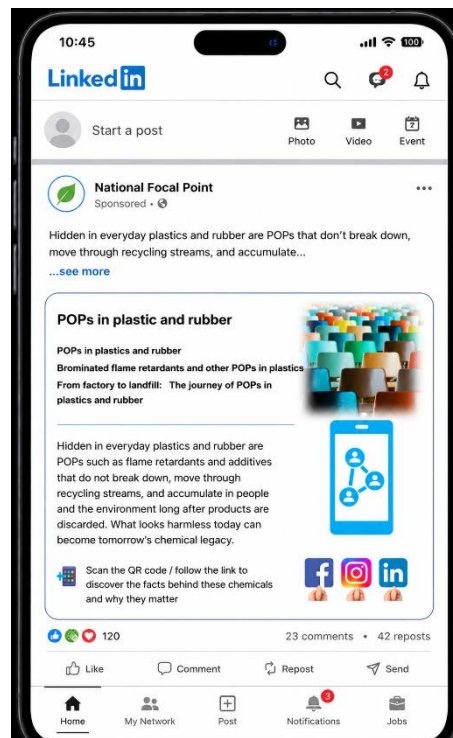 10:45
100
Linked in
2
Start a post
Photo
Video
7
Event
National Focal Point
Sponsored •
Hidden in everyday plastics and rubber are POPs that don't break down,
move through recycling streams, and accumulate...
...see more
POPs in plastic and rubber
POPs in plastics and rubber
Brominated flame retardants and other POPs in plastics
From factory to landfill: The journey of POPs in
plastics and rubber
Hidden in everyday plastics and rubber are
POPs such as flame retardants and additives
that do not break down, move through
recycling streams, and accumulate in people
and the environment long after products are
discarded. What looks harmless today can
become tomorrow's chemical legacy.
Scan the QR code / follow the link to
discover the facts behind these chemicals
and why they matter
f
in
120
23 comments • 42 reposts
Like
Comment
Repost
Send
3
Home
My Network
Post
Notifications
Jobs